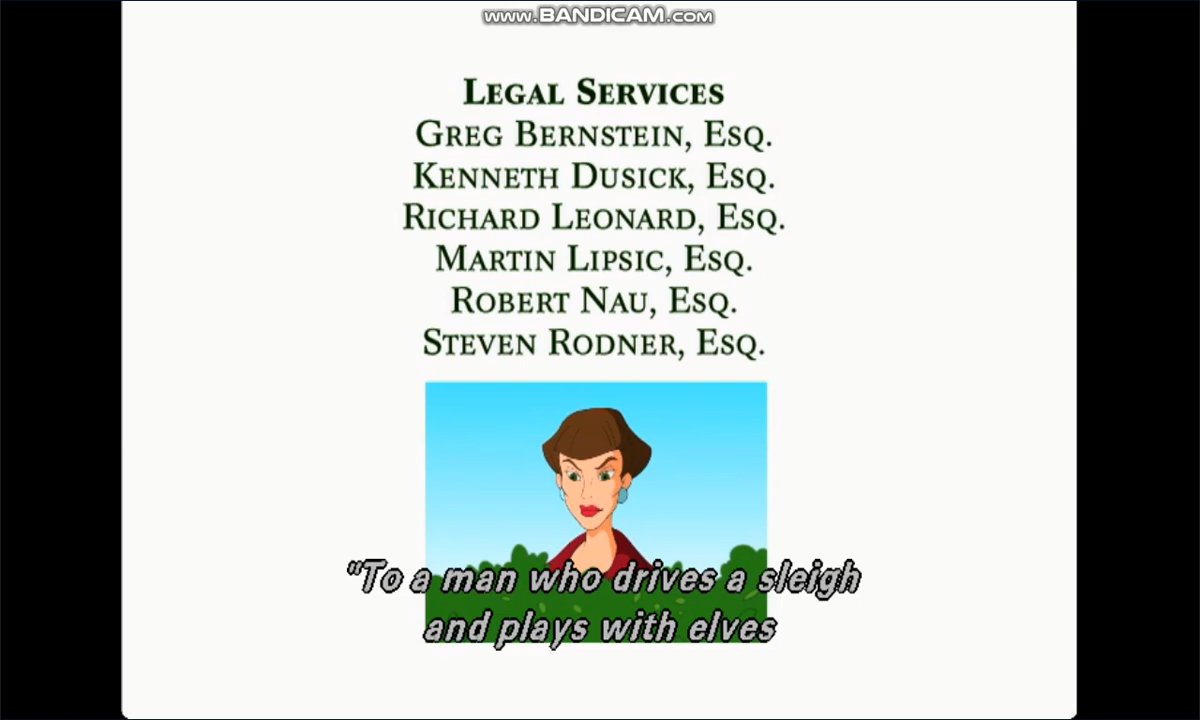 www.BANDICAM.com
LEGAL SERVICES
GREG BERNSTEIN, ESQ.
KENNETH DUSICK, ESQ.
RICHARD LEONARD, ESQ.
MARTIN LIPSIC, ESQ.
ROBERT NAU, ESQ.
STEVEN RODNER, ESQ.
"To a man who drives a sleigh
and plays with elves